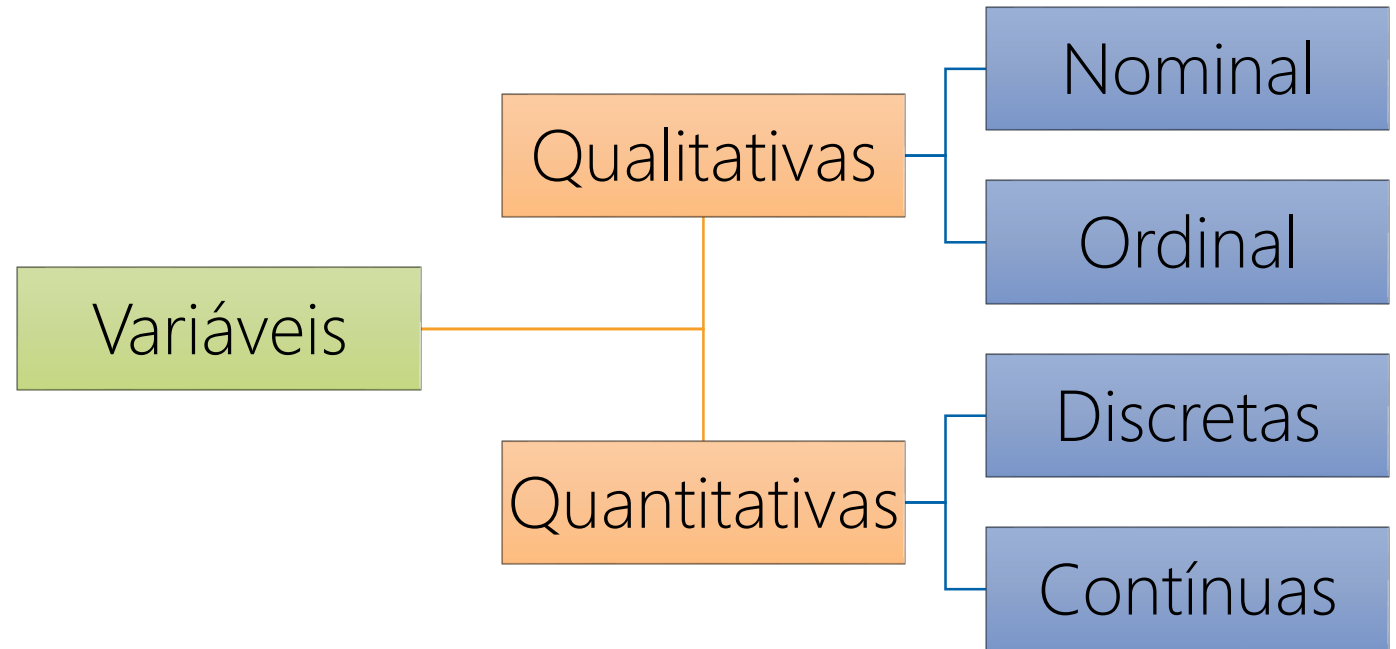 Variáveis
Qualitativas
Nominal
Ordinal
Quantitativas
Discretas
Contínuas